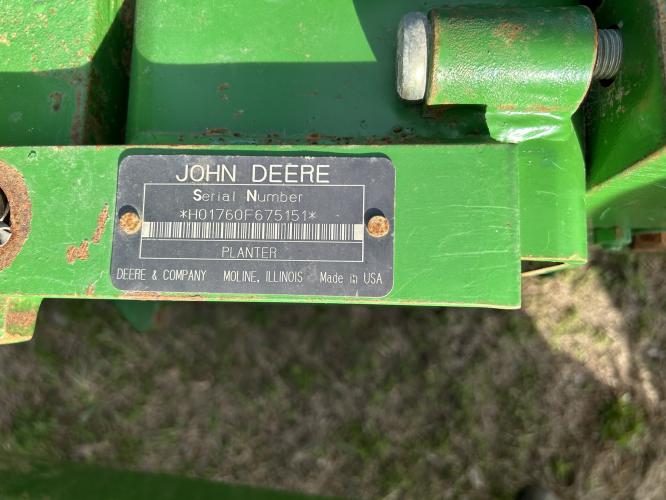 JOHN DEERE
Serial Number
*H01760F675151*
PLANTER
DEERE & COMPANY MOLINE, ILLINOIS Made in USA